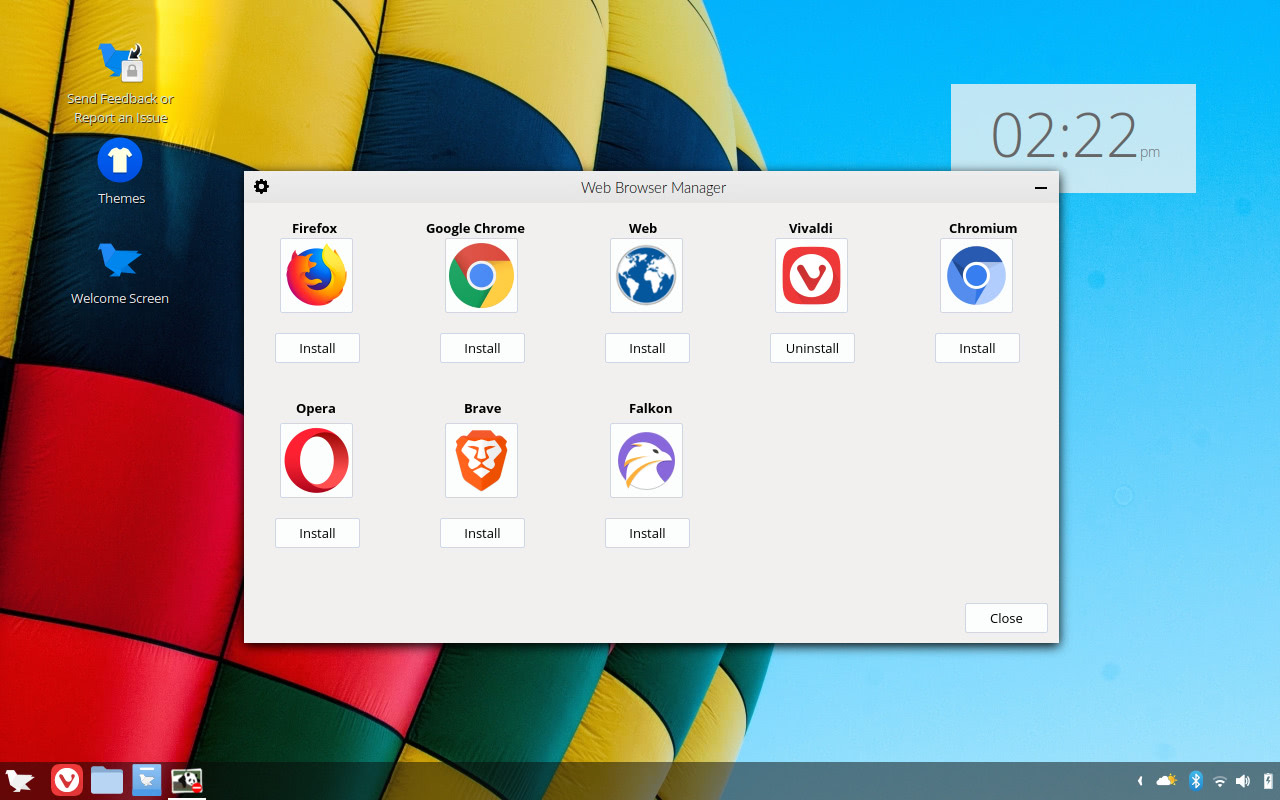 Send Feedback or
Report an Issue
Themes
Welcome Screen
02:22 pm
Web Browser Manager
Firefox
Google Chrome
Web
Vivaldi
Chromium
Install
Install
Install
Uninstall
Install
Opera
Brave
Falkon
Install
Install
Install
Close